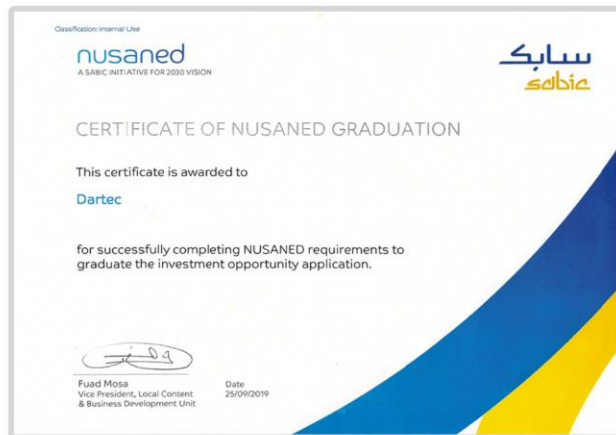 Classification: Internal Use
nusaned
A SABIC INITIATIVE FOR 2030 VISION
سابک
sabic
CERTIFICATE OF NUSANED GRADUATION
This certificate is awarded to
Dartec
for successfully completing NUSANED requirements to
graduate the investment opportunity application.
Fuad Mosa
Vice President, Local Content
& Business Development Unit
Date
25/09/2019